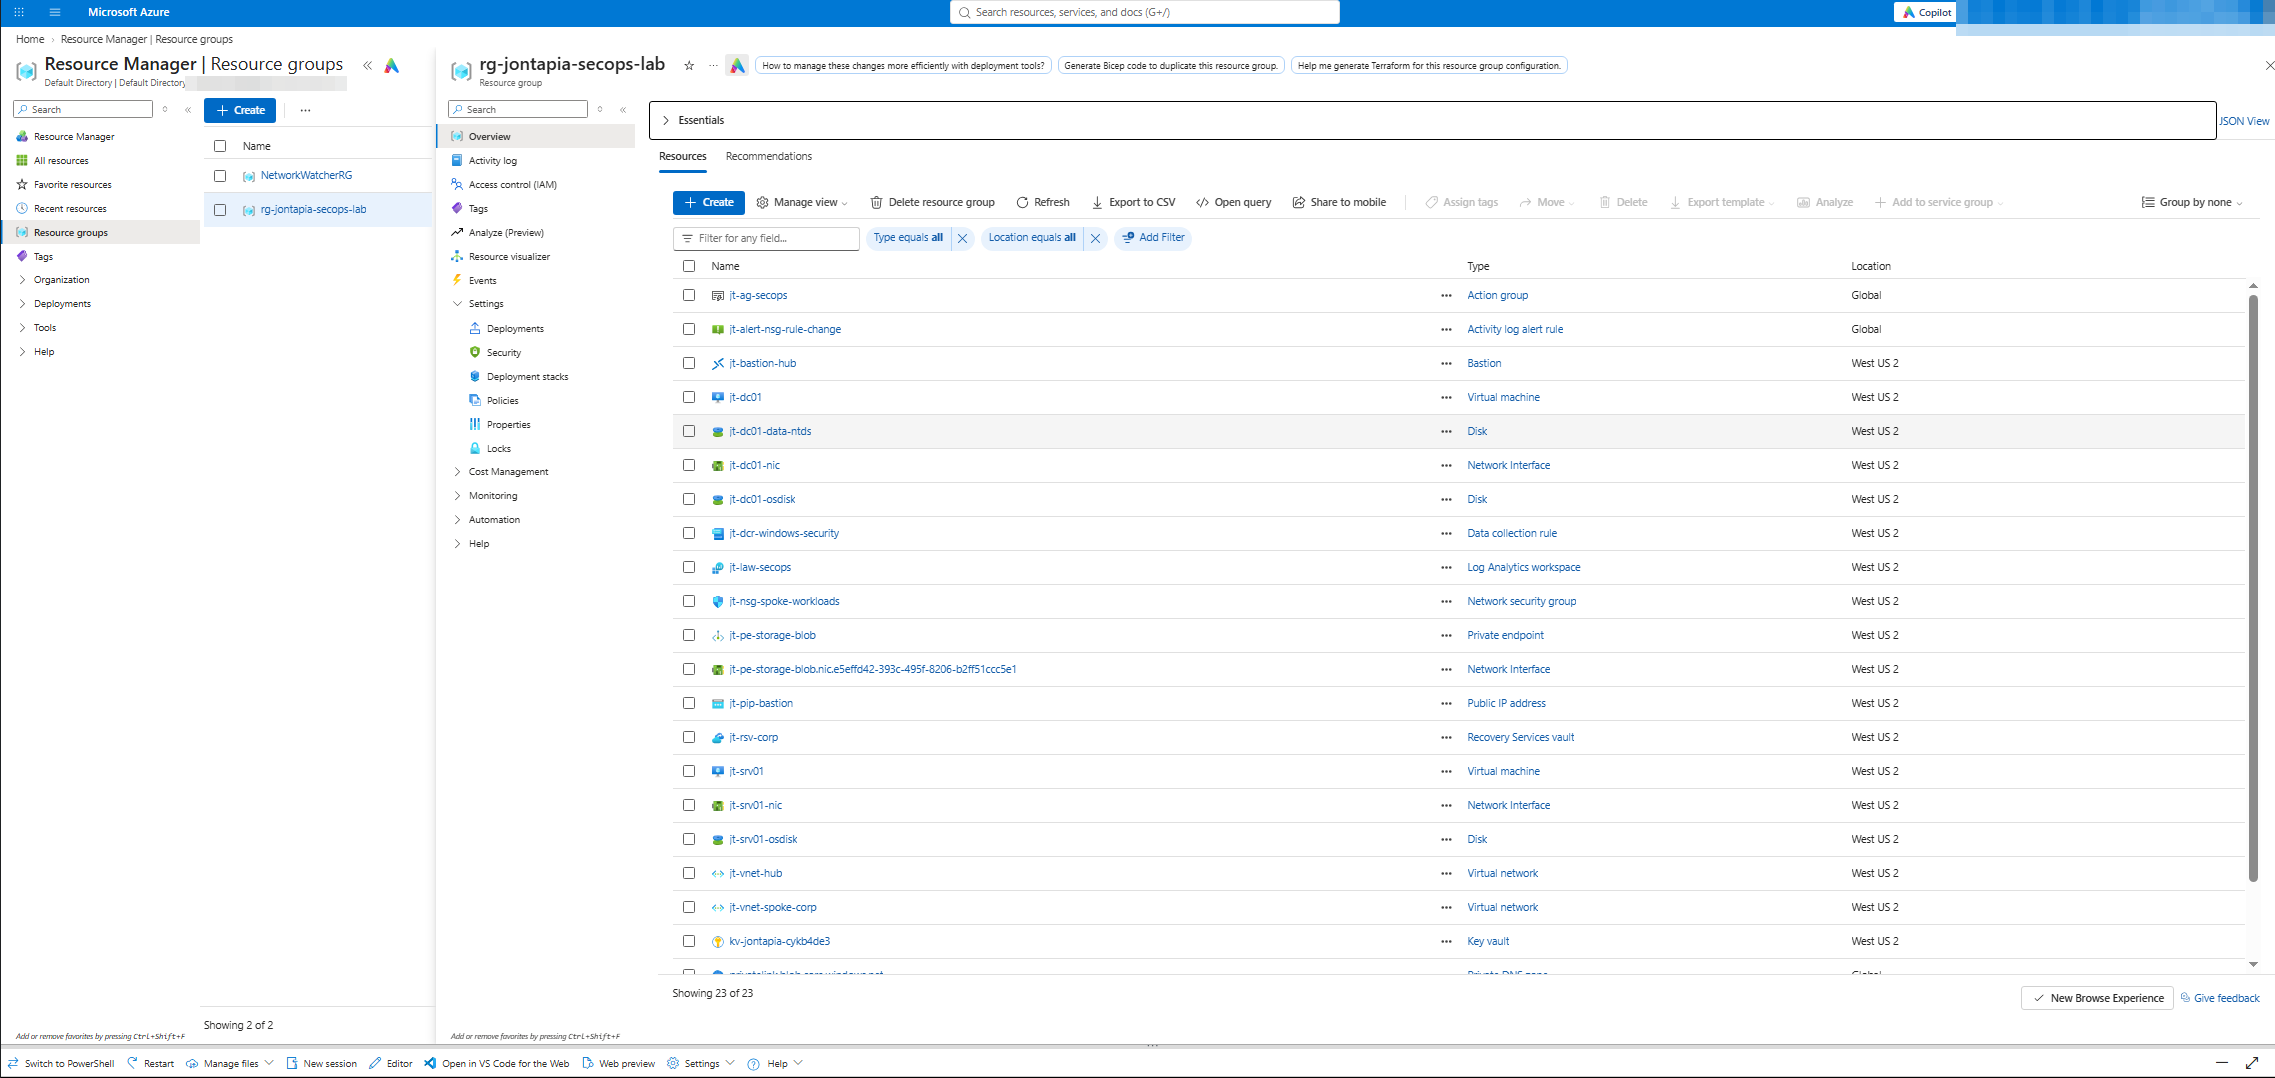 Microsoft Azure
Search resources, services, and docs (G+/)
Copilot
Home › Resource Manager | Resource groups
Resource Manager | Resource groups
Default Directory | Default Directory
Search
Resource Manager
All resources
Favorite resources
Recent resources
Resource groups
Tags
Organization
Deployments
Tools
Help
Add or remove favorites by pressing Ctrl+Shift+F
Create
Name
NetworkWatcherRG
rg-jontapia-secops-lab
Showing 2 of 2
rg-jontapia-secops-lab
Resource group
How to manage these changes more efficiently with deployment tools?
Generate Bicep code to duplicate this resource group.
Help me generate Terraform for this resource group configuration.
Search
Overview
Activity log
Access control (IAM)
Tags
Analyze (Preview)
Resource visualizer
Events
Settings
Deployments
Security
Deployment stacks
Policies
Properties
Locks
Cost Management
Monitoring
Automation
Help
Add or remove favorites by pressing Ctrl+Shift+F
Essentials
JSON View
Resources Recommendations
Create Manage view Delete resource group Refresh Export to CSV Open query Share to mobile Assign tags Move Delete Export template Analyze Add to service group Group by none
Filter for any field... Type equals all Location equals all Add Filter
Name Type Location
jt-ag-secops Action group Global
jt-alert-nsg-rule-change Activity log alert rule Global
jt-bastion-hub Bastion West US 2
jt-dc01 Virtual machine West US 2
jt-dc01-data-ntds Disk West US 2
jt-dc01-nic Network Interface West US 2
jt-dc01-osdisk Disk West US 2
jt-dcr-windows-security Data collection rule West US 2
jt-law-secops Log Analytics workspace West US 2
jt-nsg-spoke-workloads Network security group West US 2
jt-pe-storage-blob Private endpoint West US 2
jt-pe-storage-blob.nic.e5effd42-393c-495f-8206-b2ff51ccc5e1 Network Interface West US 2
jt-pip-bastion Public IP address West US 2
jt-rsv-corp Recovery Services vault West US 2
jt-srv01 Virtual machine West US 2
jt-srv01-nic Network Interface West US 2
jt-srv01-osdisk Disk West US 2
jt-vnet-hub Virtual network West US 2
jt-vnet-spoke-corp Virtual network West US 2
kv-jontapia-cykb4de3 Key vault West US 2
privatelink.blob.core.windows.net Private DNS zone Global
Showing 23 of 23
New Browse Experience
Give feedback
Switch to PowerShell Restart Manage files New session Editor Open in VS Code for the Web Web preview Settings Help